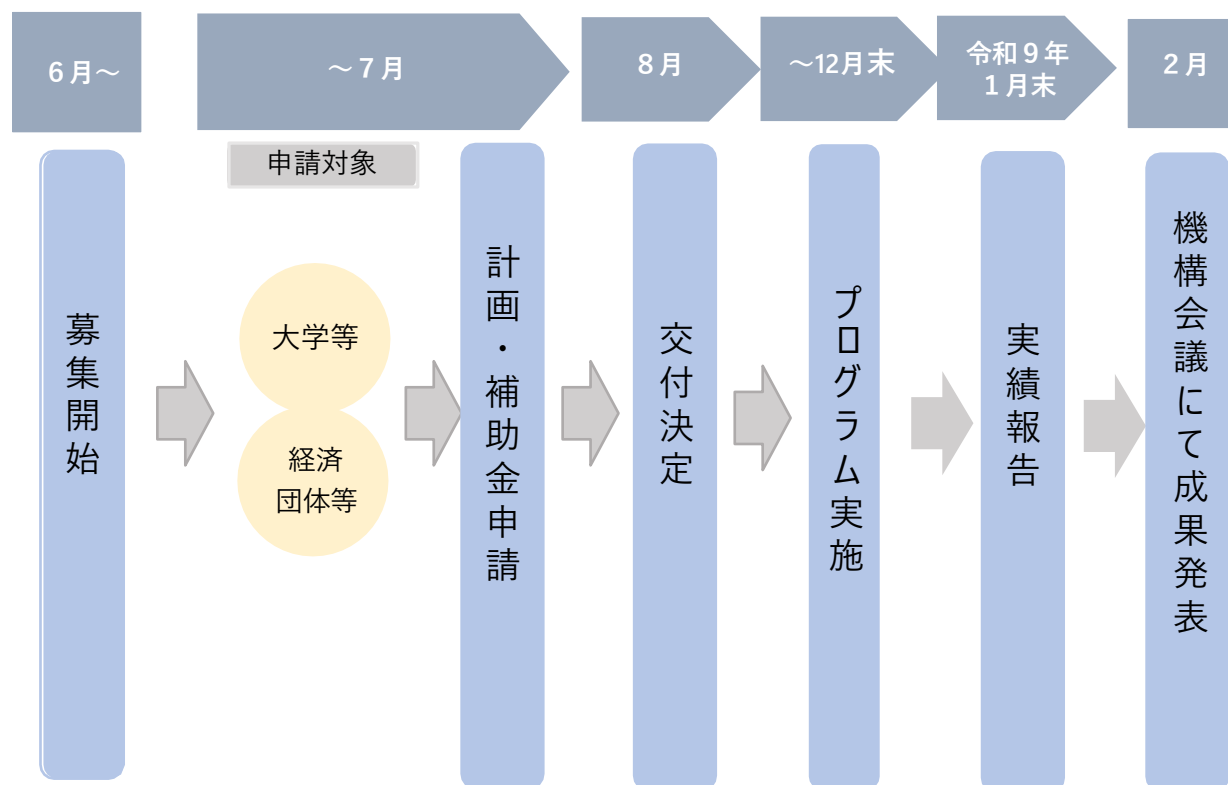 6月～
～7月
8月
～12月末
令和9年
1月末
2月
申請対象
募集開始
大学等
経済
団体等
計画・補助金申請
交付決定
プログラム実施
実績報告
機構会議にて成果発表